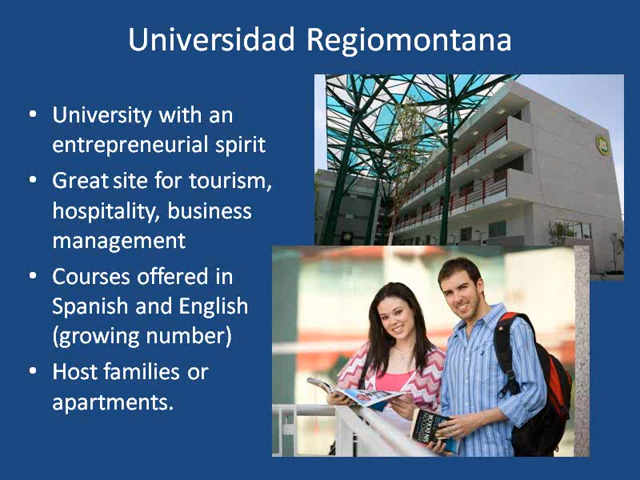 Universidad Regiomontana
• University with an
entrepreneurial spirit
• Great site for tourism,
hospitality, business
management
• Courses offered in
Spanish and English
(growing number)
• Host families or
apartments.